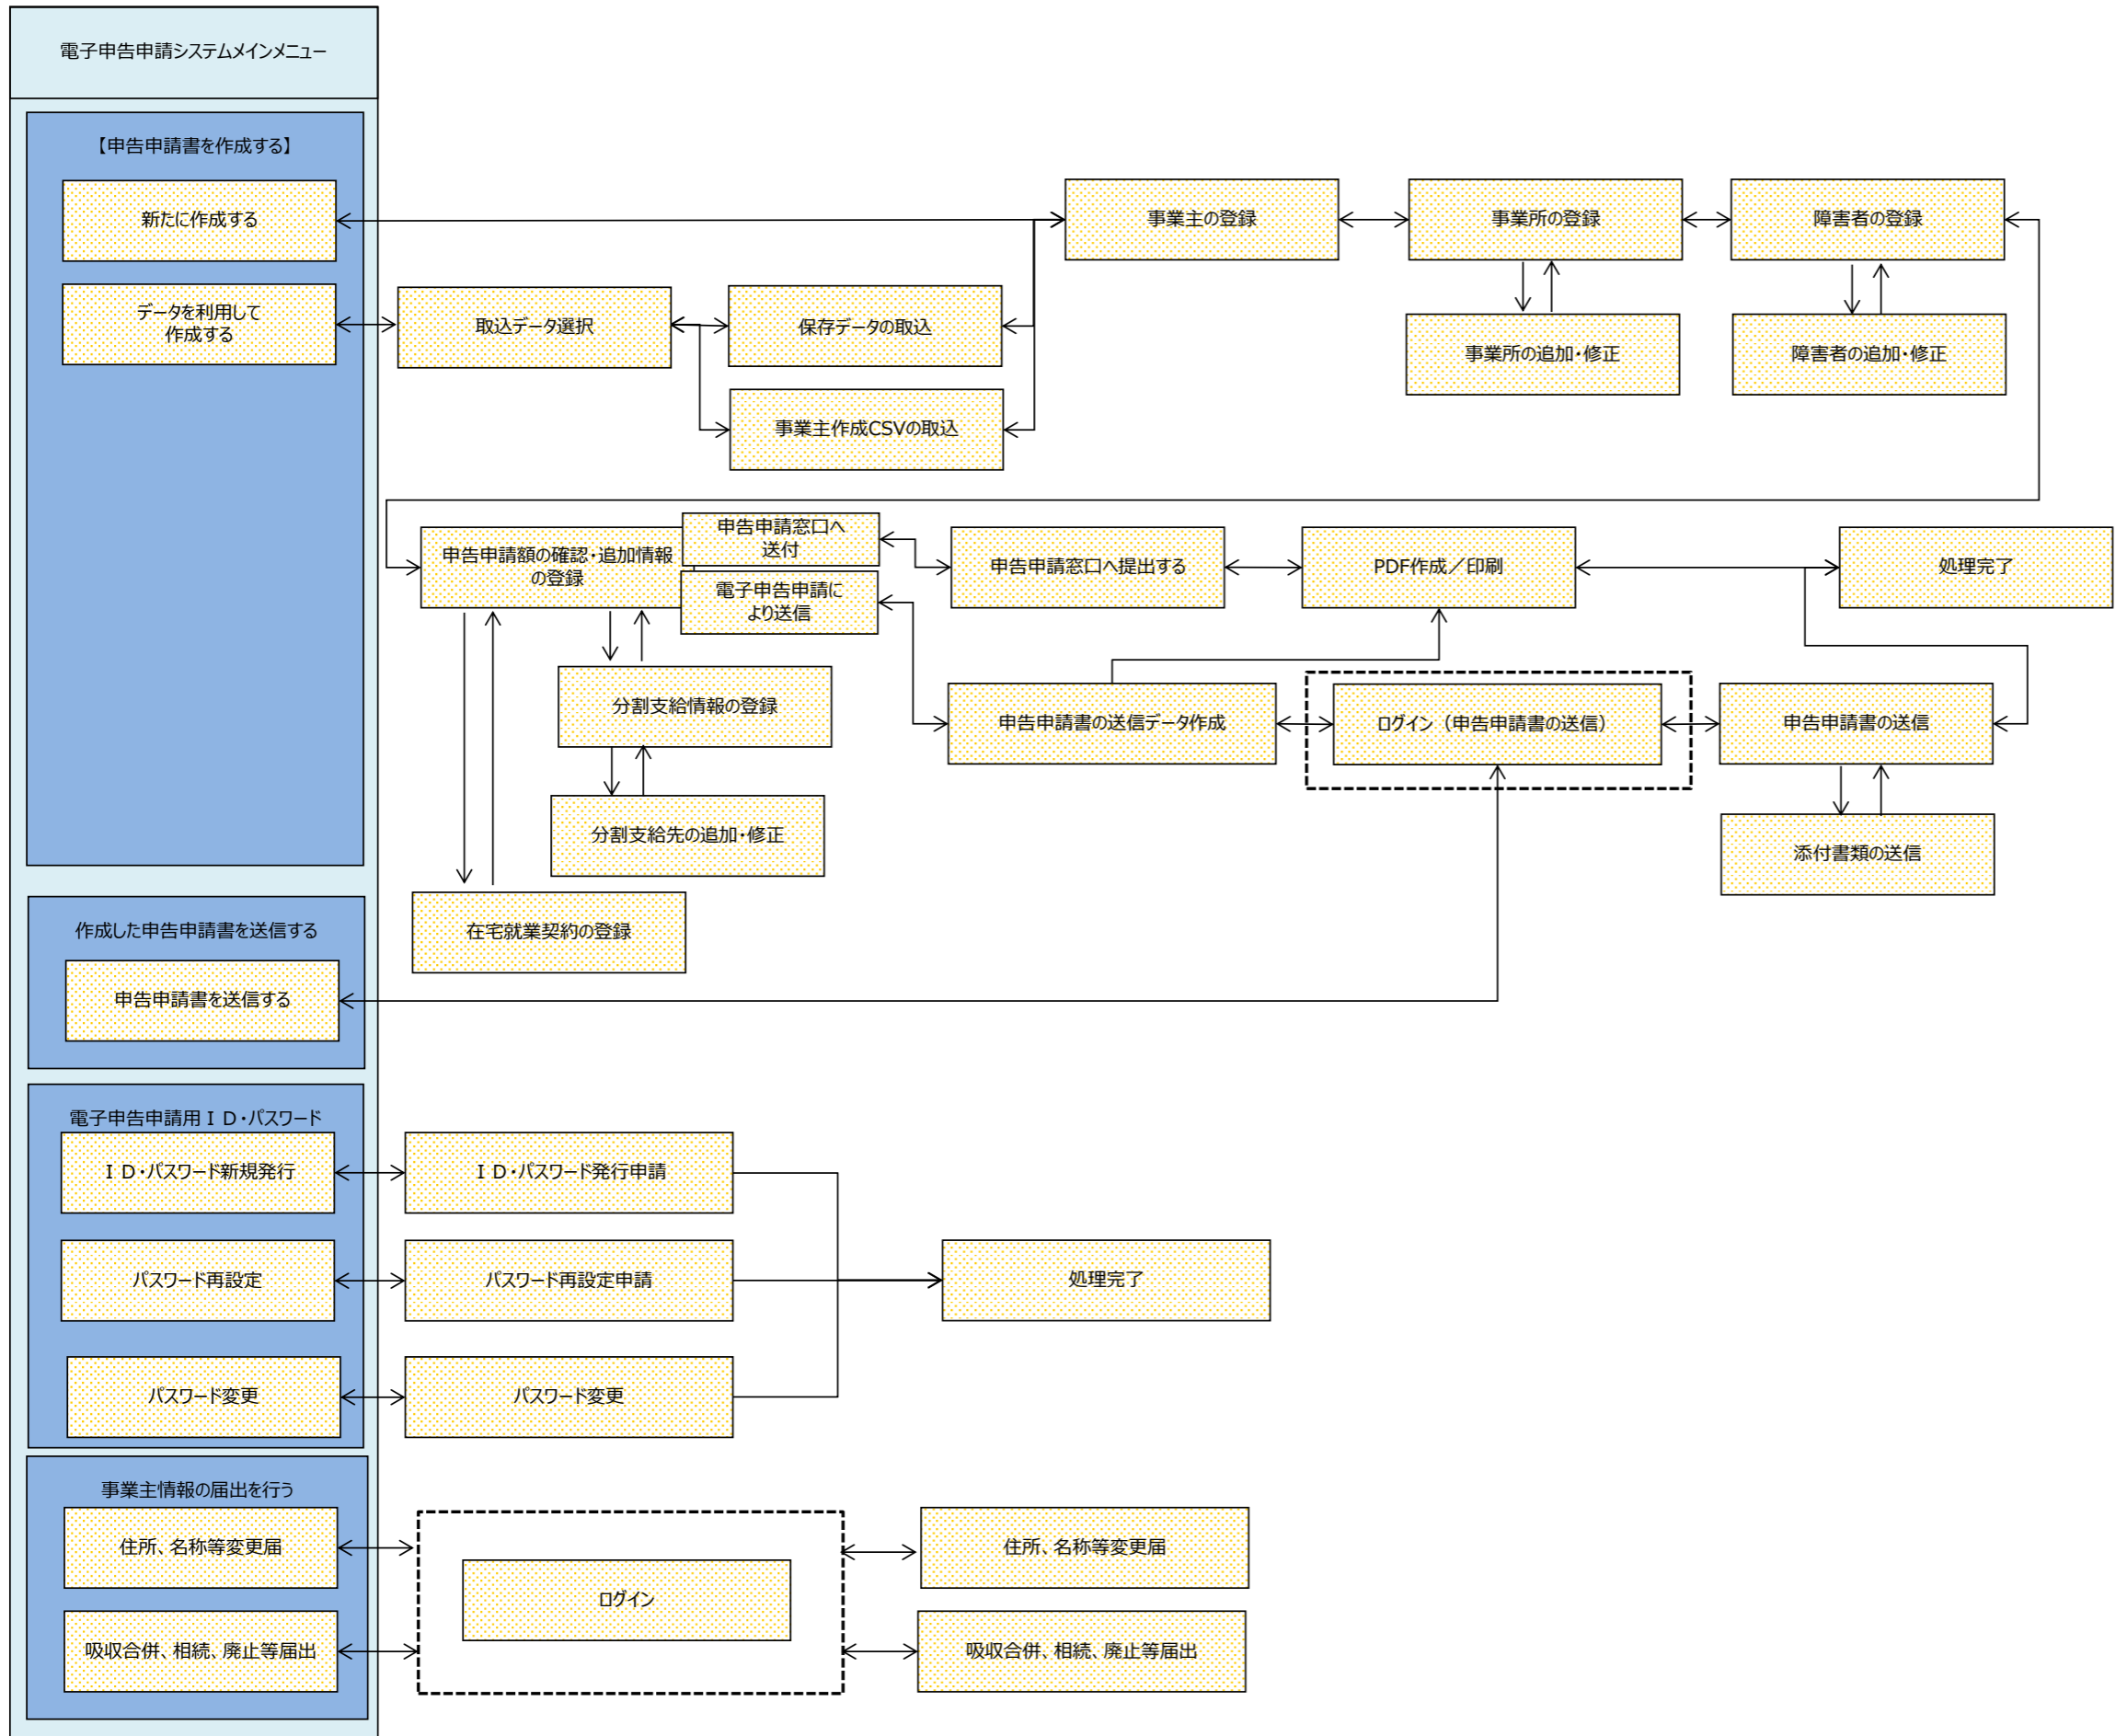 電子申告申請システムメインメニュー
【申告申請書を作成する】
新たに作成する
事業主の登録
事業所の登録
障害者の登録
データを利用して
作成する
取込データ選択
保存データの取込
事業所の追加・修正
障害者の追加・修正
事業主作成CSVの取込
申告申請額の確認・追加情報
の登録
申告申請窓口へ
送付
電子申告申請に
より送信
申告申請窓口へ提出する
PDF作成／印刷
処理完了
分割支給情報の登録
申告申請書の送信データ作成
ログイン（申告申請書の送信）
申告申請書の送信
分割支給先の追加・修正
添付書類の送信
在宅就業契約の登録
作成した申告申請書を送信する
申告申請書を送信する
電子申告申請用ＩＤ・パスワード
ＩＤ・パスワード新規発行
ＩＤ・パスワード発行申請
パスワード再設定
パスワード再設定申請
処理完了
パスワード変更
パスワード変更
事業主情報の届出を行う
住所、名称等変更届
ログイン
住所、名称等変更届
吸収合併、相続、廃止等届出
吸収合併、相続、廃止等届出